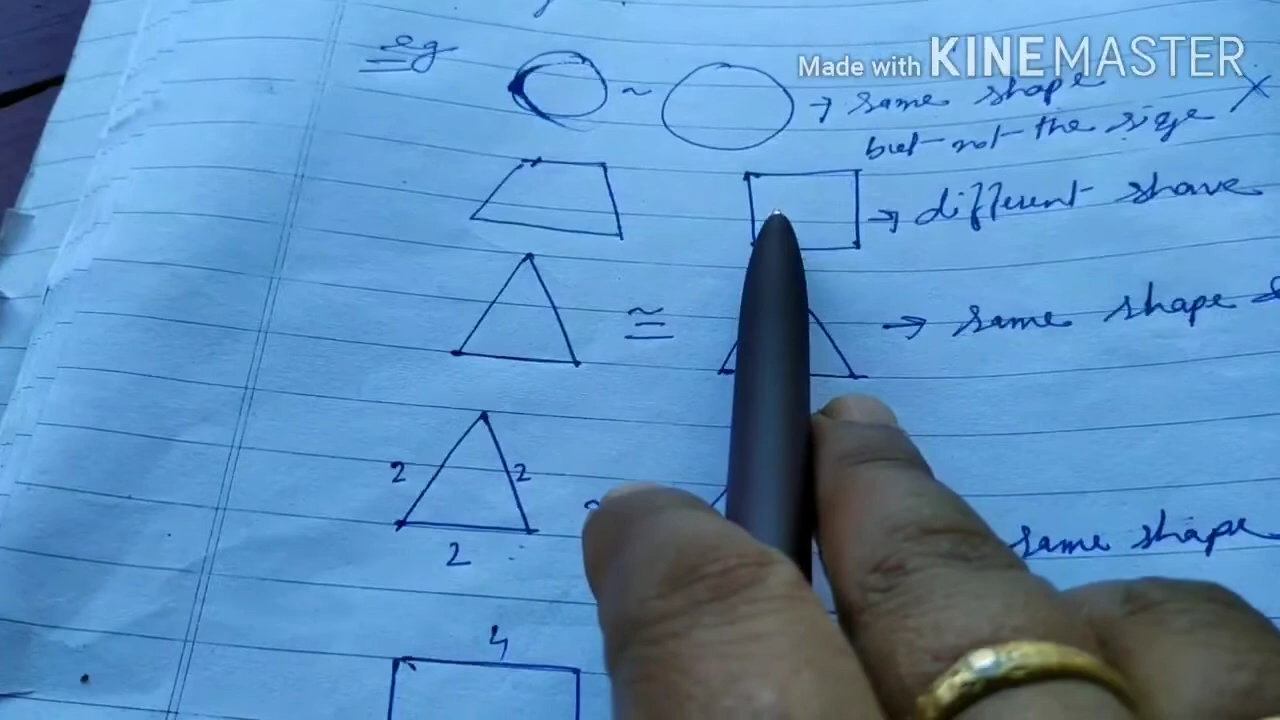 Made with KINEMASTER
eg
~ → same shape
but not the size ×
→ different shave
≅ → same shape &
2 2
2
same shape
4